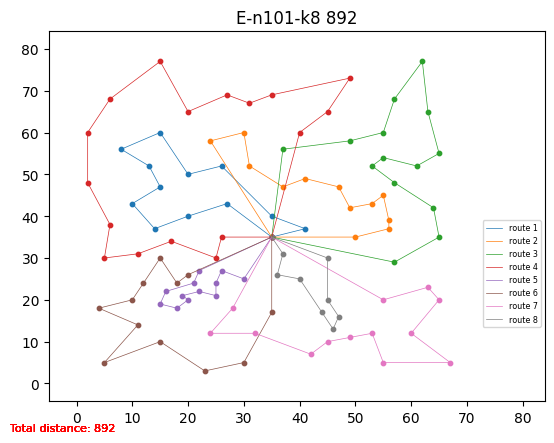 E-n101-k8 892
80
70
60
50
40
30
20
10
0
route 1
route 2
route 3
route 4
route 5
route 6
route 7
route 8
0 10 20 30 40 50 60 70 80
Total distance: 892